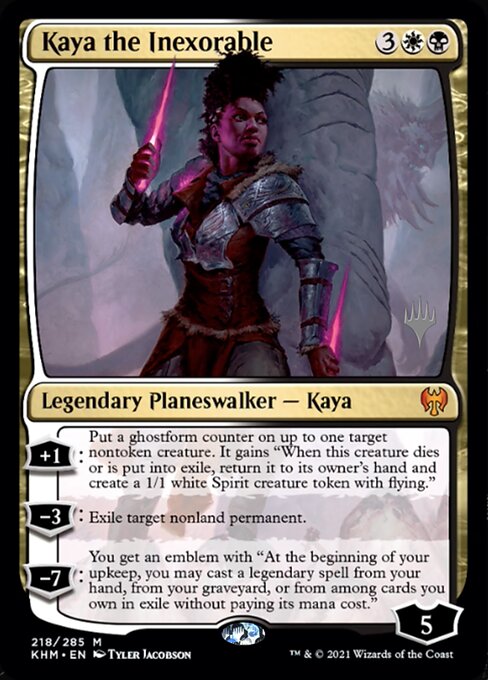 Kaya the Inexorable 3
Legendary Planeswalker — Kaya
+1: Put a ghostform counter on up to one target
nontoken creature. It gains “When this creature dies
or is put into exile, return it to its owner’s hand and
create a 1/1 white Spirit creature token with flying.”
-3: Exile target nonland permanent.
-7: You get an emblem with “At the beginning of your
upkeep, you may cast a legendary spell from your
hand, from your graveyard, or from among cards you
own in exile without paying its mana cost.”
5
218/285 M
KHM • EN Tyler Jacobson
™ & © 2021 Wizards of the Coast